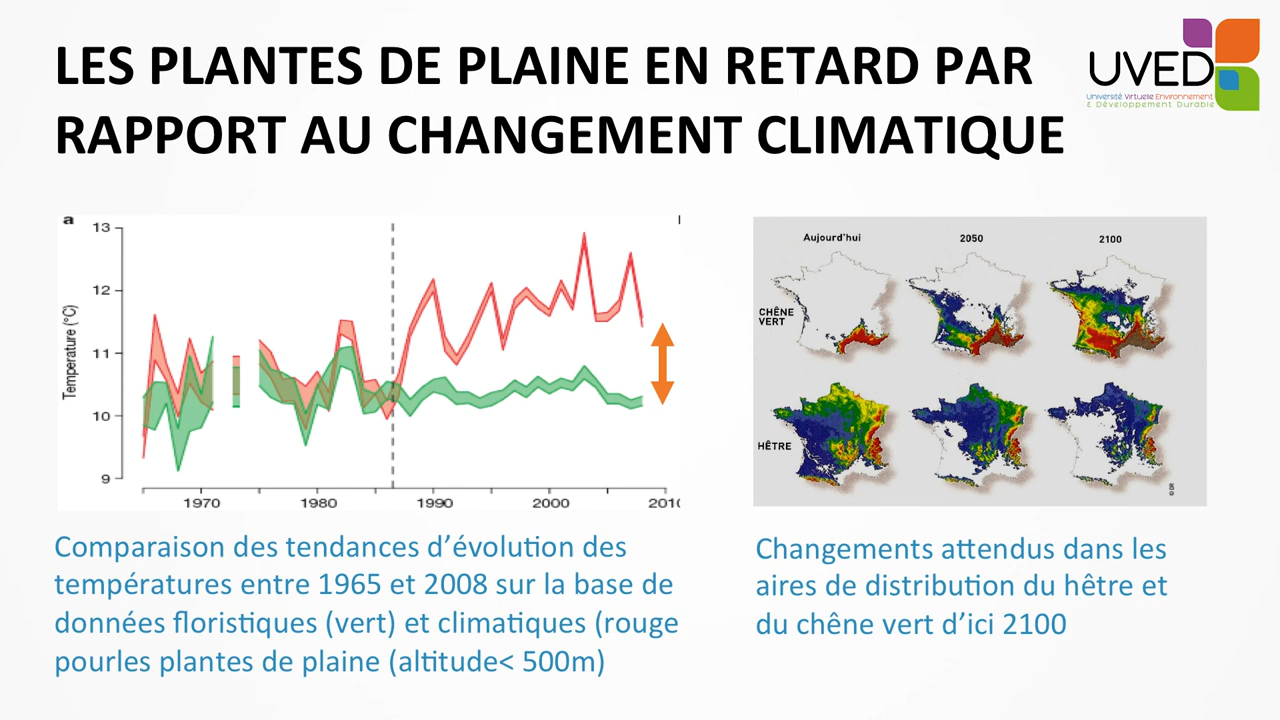 LES PLANTES DE PLAINE EN RETARD PAR
RAPPORT AU CHANGEMENT CLIMATIQUE
UVED
Université Virtuelle Environnement
& Développement Durable
a
13
12
11
10
9
Temperature (°C)
1970
1980
1990
2000
2010
Aujourd'hui
2050
2100
CHÊNE
VERT
HÊTRE
© DR
Comparaison des tendances d’évolution des
températures entre 1965 et 2008 sur la base de
données floristiques (vert) et climatiques (rouge
pourles plantes de plaine (altitude< 500m)
Changements attendus dans les
aires de distribution du hêtre et
du chêne vert d’ici 2100